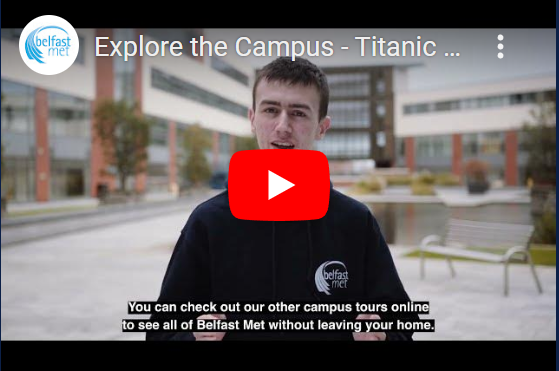 belfast
met
Explore the Campus - Titanic ...
belfast
met
You can check out our other campus tours online
to see all of Belfast Met without leaving your home.